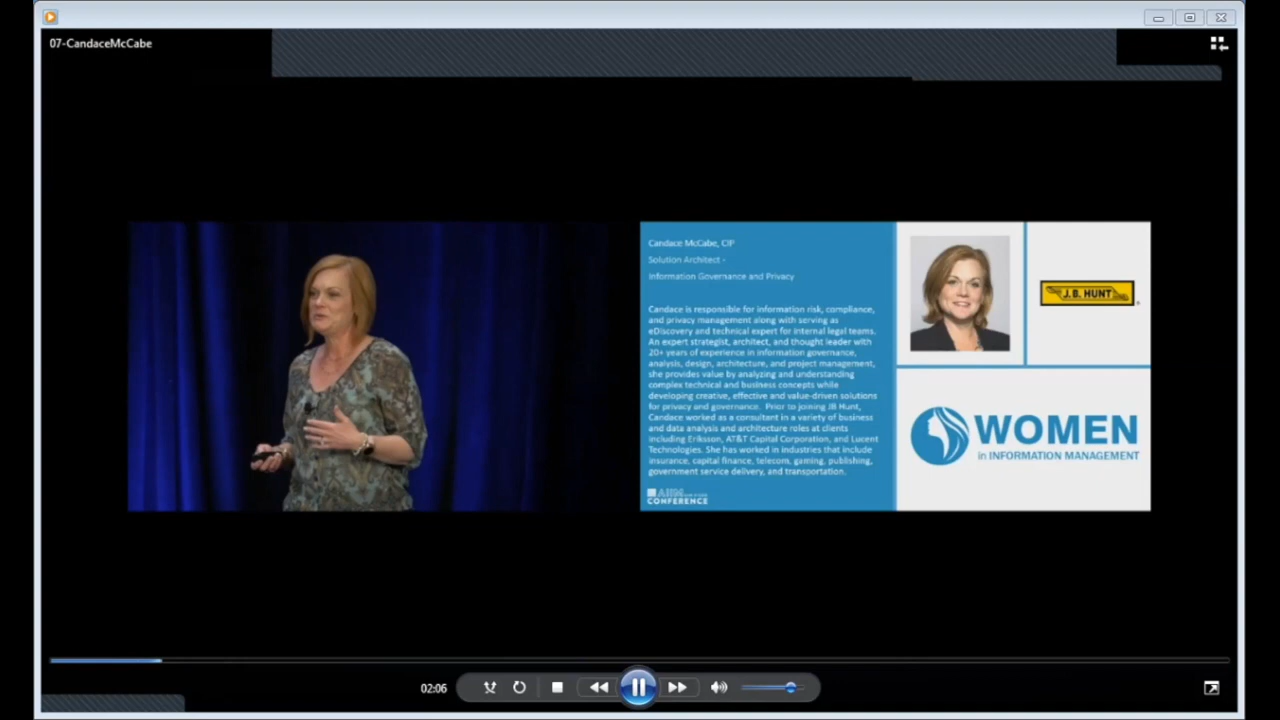 07-CandaceMcCabe
Candace McCabe, CIP
Solution Architect -
Information Governance and Privacy
Candace is responsible for information risk, compliance,
and privacy management along with serving as
eDiscovery and technical expert for internal legal teams.
An expert strategist, architect, and thought leader with
20+ years of experience in information governance,
analysis, design, architecture, and project management,
she provides value by analyzing and understanding
complex technical and business concepts while
developing creative, effective and value-driven solutions
for privacy and governance. Prior to joining JB Hunt,
Candace worked as a consultant in a variety of business
and data analysis and architecture roles at clients
including Eriksson, AT&T Capital Corporation, and Lucent
Technologies. She has worked in industries that include
insurance, capital finance, telecom, gaming, publishing,
government service delivery, and transportation.
AIIM
CONFERENCE
J.B. HUNT
WOMEN
in INFORMATION MANAGEMENT
02:06